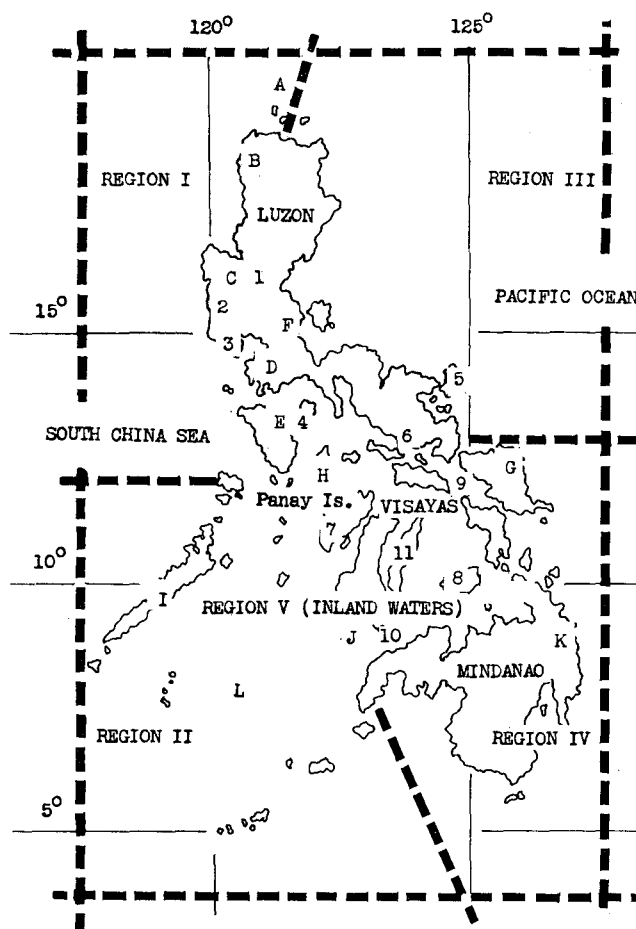 120° 125°
A
B
REGION I REGION III
LUZON
C 1
2
PACIFIC OCEAN
15°
F
3
D
5
E 4
6
SOUTH CHINA SEA
G
H
9
Panay Is. VISAYAS
7
11
10°
8
I
REGION V (INLAND WATERS)
J 10 K
MINDANAO
L
REGION II REGION IV
5°